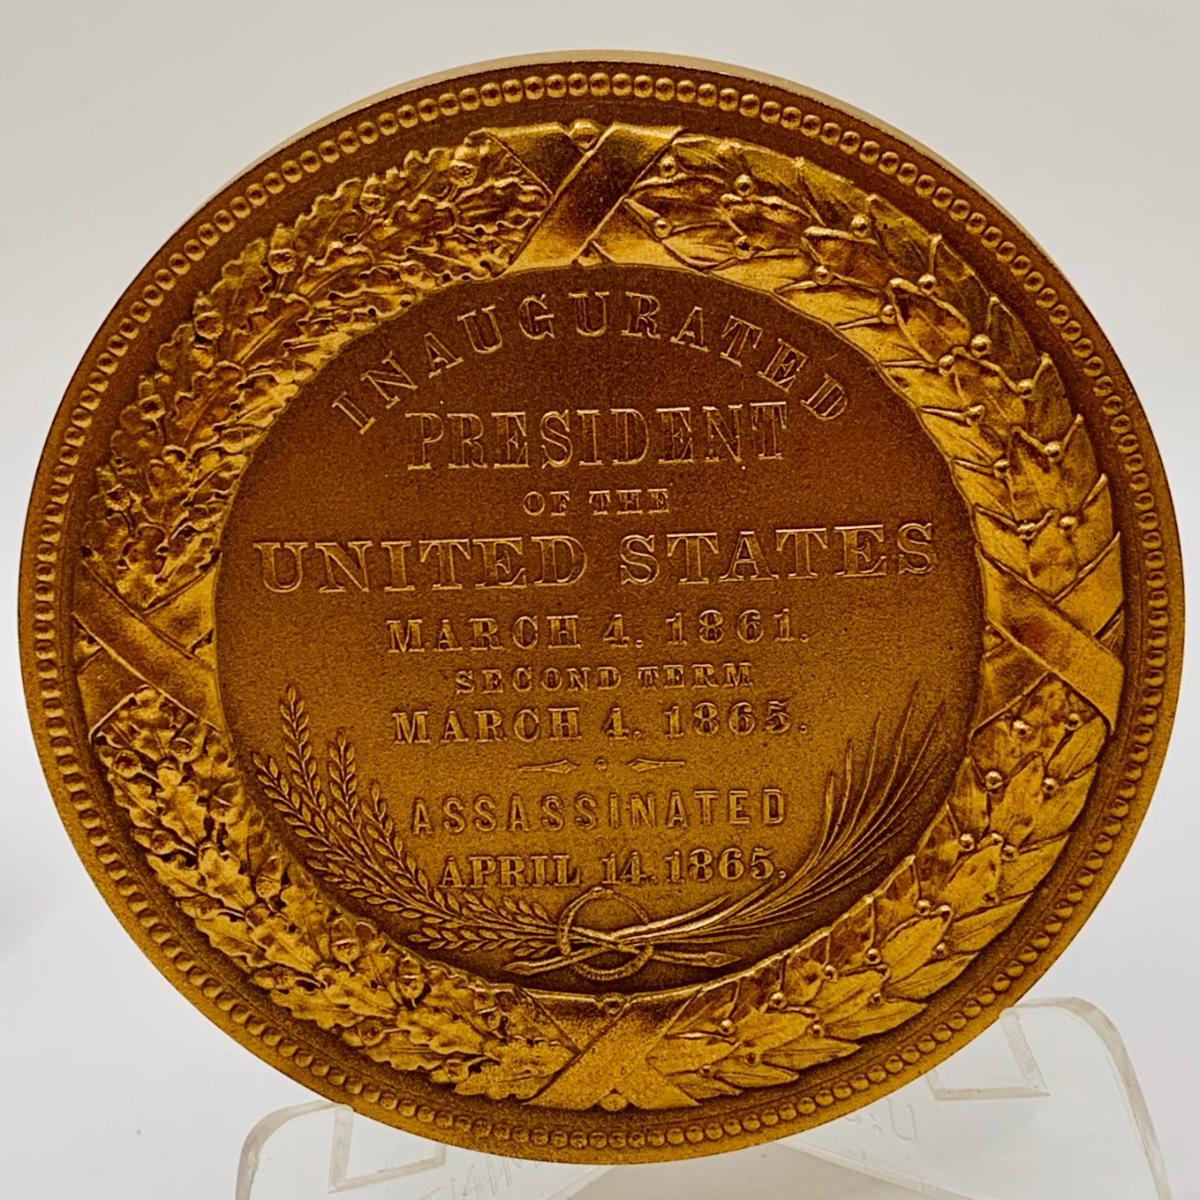 INAUGURATED
PRESIDENT
OF THE
UNITED STATES
MARCH 4. 1861.
SECOND TERM
MARCH 4. 1865.
ASSASSINATED
APRIL 14. 1865.